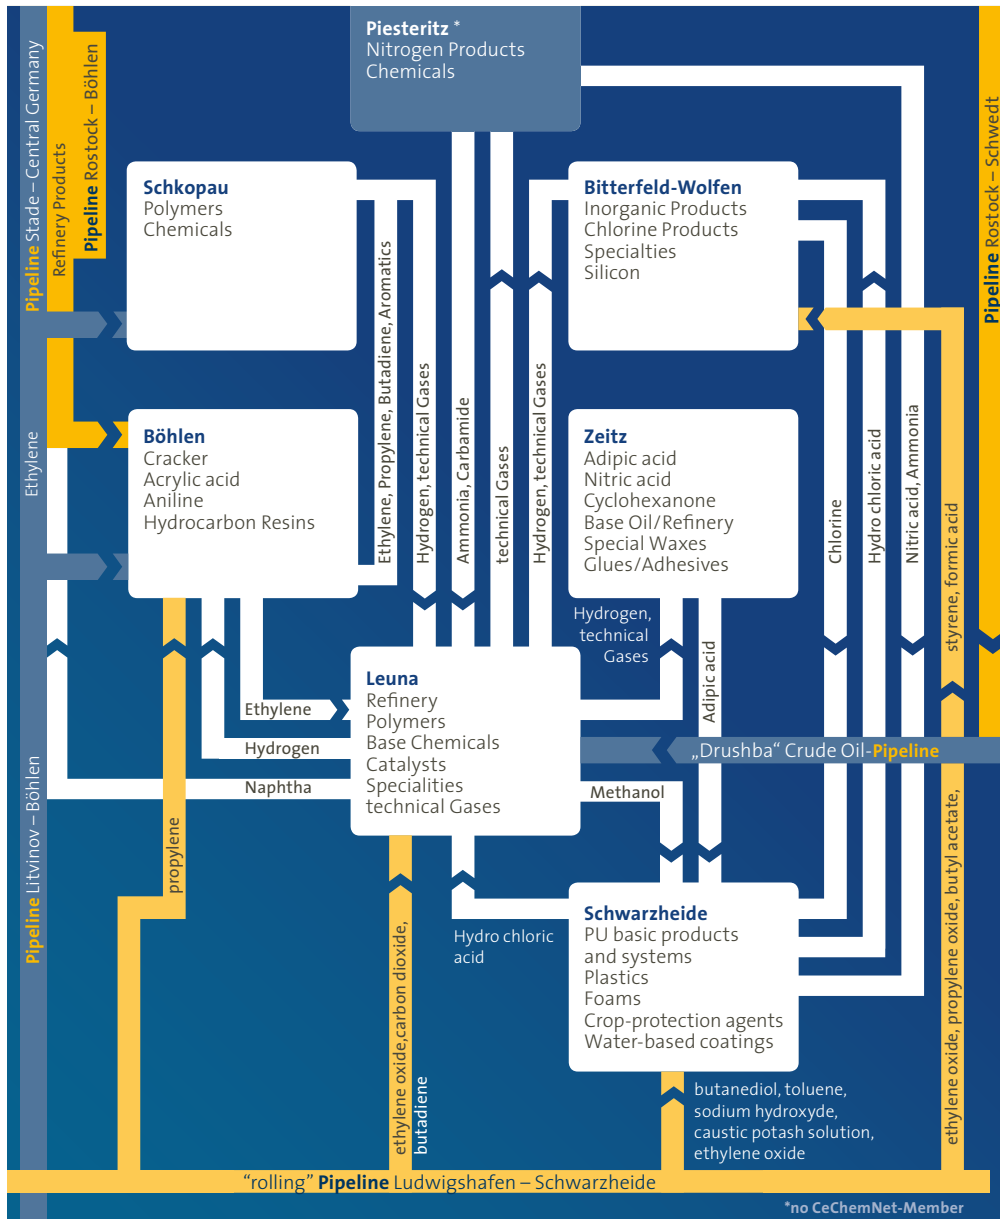 Piesteritz *
Nitrogen Products
Chemicals
Pipeline Stade – Central Germany
Refinery Products
Pipeline Rostock – Böhlen
Pipeline Rostock – Schwedt
Schkopau
Polymers
Chemicals
Bitterfeld-Wolfen
Inorganic Products
Chlorine Products
Specialties
Silicon
Ethylene, Propylene, Butadiene, Aromatics
Hydrogen, technical Gases
Ammonia, Carbamide
technical Gases
Hydrogen, technical Gases
Ethylene
Böhlen
Cracker
Acrylic acid
Aniline
Hydrocarbon Resins
Zeitz
Adipic acid
Nitric acid
Cyclohexanone
Base Oil/Refinery
Special Waxes
Glues/Adhesives
Chlorine
Hydro chloric acid
Nitric acid, Ammonia
styrene, formic acid
Hydrogen,
technical
Gases
Adipic acid
Leuna
Refinery
Polymers
Base Chemicals
Catalysts
Specialities
technical Gases
Ethylene
Hydrogen
Naphtha
„Drushba“ Crude Oil-Pipeline
Methanol
Pipeline Litvinov – Böhlen
propylene
Schwarzheide
PU basic products
and systems
Plastics
Foams
Crop-protection agents
Water-based coatings
Hydro chloric
acid
ethylene oxide,carbon dioxide,
butadiene
butanediol, toluene,
sodium hydroxyde,
caustic potash solution,
ethylene oxide
ethylene oxide, propylene oxide, butyl acetate,
“rolling” Pipeline Ludwigshafen – Schwarzheide
*no CeChemNet-Member